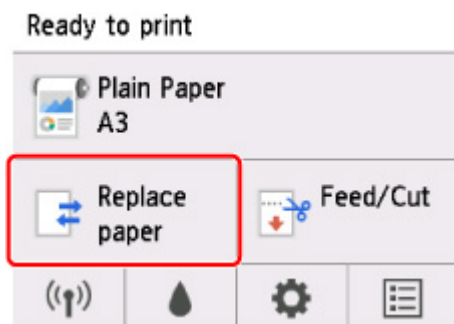 Ready to print
Plain Paper
A3
Replace
paper
Feed/Cut